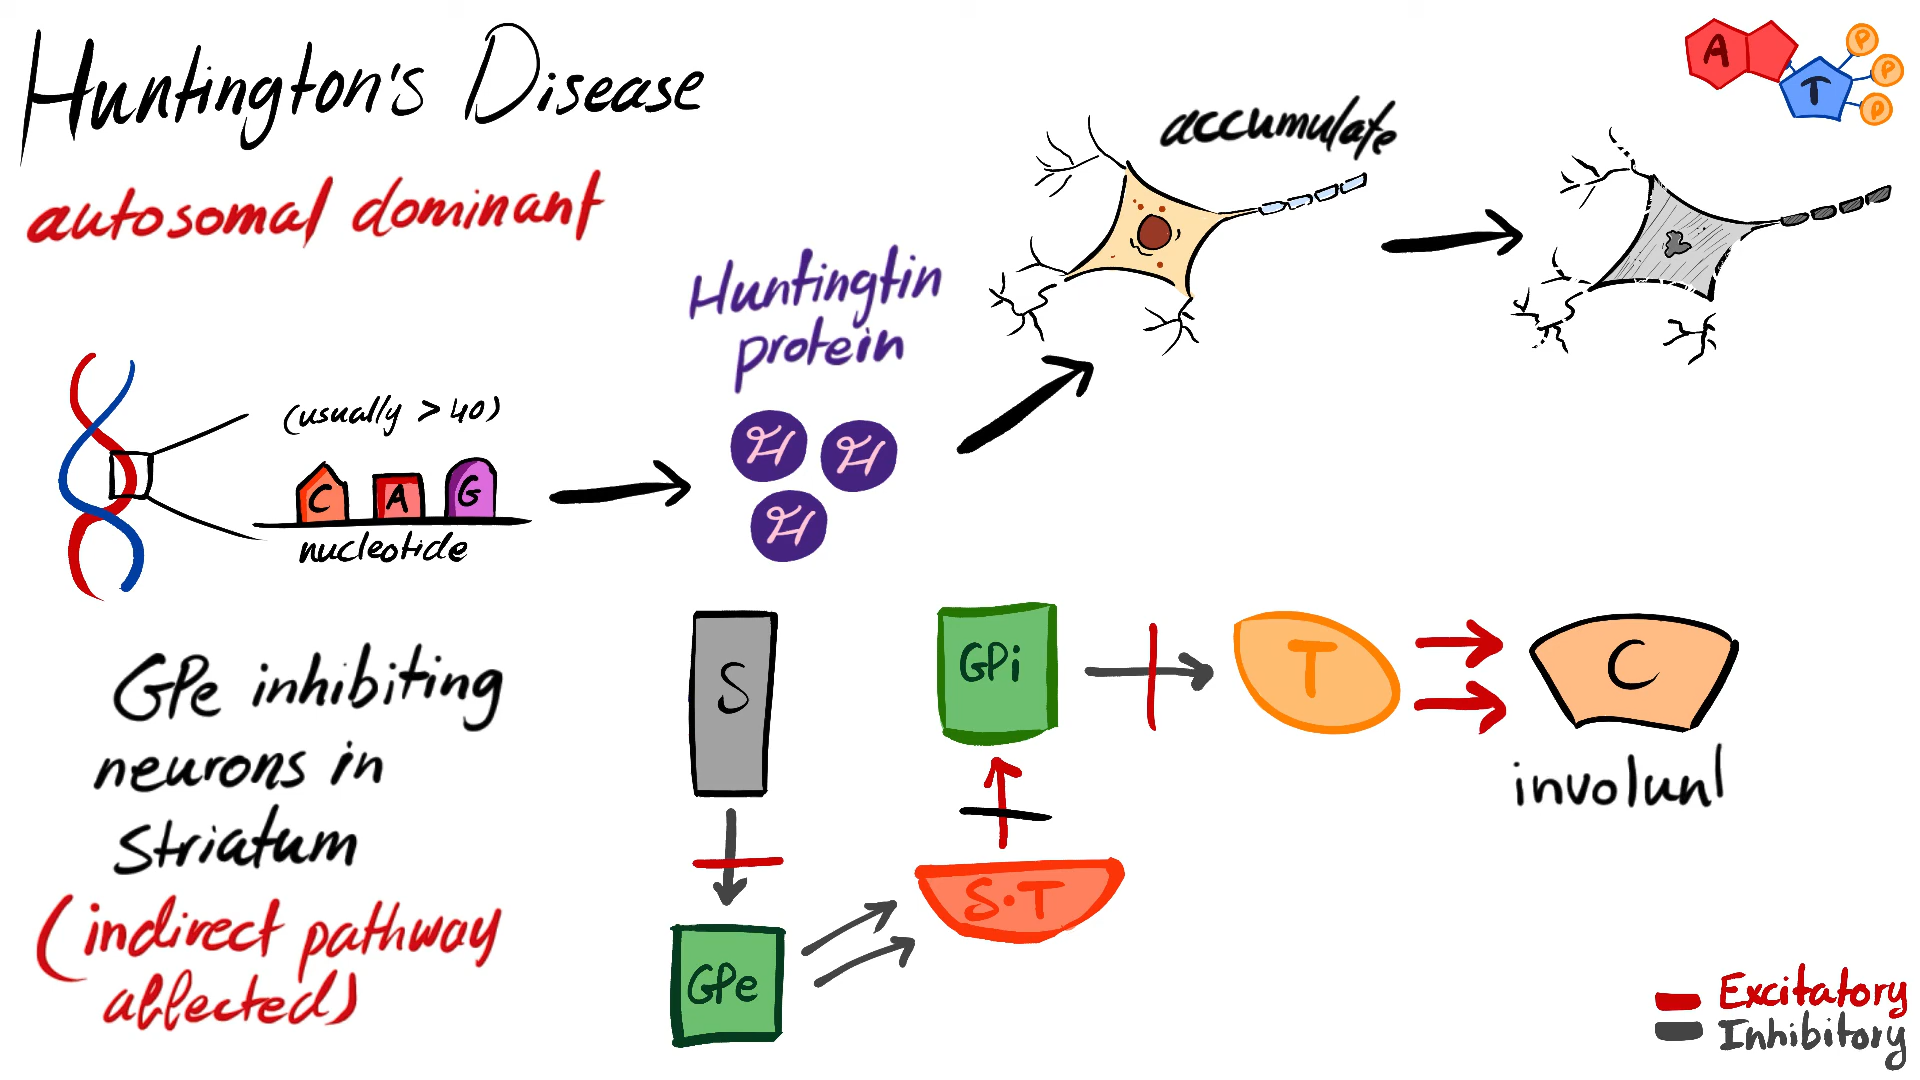 Huntington's Disease
autosomal dominant
A T P P P
accumulate
Huntingtin
protein
(usually > 40)
C A G
nucleotide
H H
H
GPe inhibiting
neurons in
striatum
(indirect pathway
affected)
S
GPi
T
C
involunl
S.T
GPe
Excitatory
Inhibitory